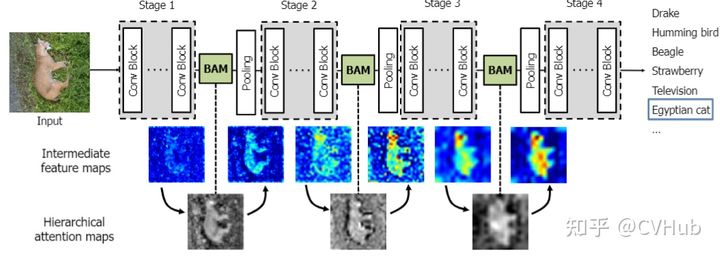 Stage 1
Stage 2
Stage 3
Stage 4
Input
Conv Block
....
Conv Block
BAM
Pooling
Conv Block
....
Conv Block
BAM
Pooling
Conv Block
....
Conv Block
BAM
Pooling
Conv Block
....
Conv Block
Drake
Humming bird
Beagle
Strawberry
Television
Egyptian cat
...
Intermediate
feature maps
Hierarchical
attention maps
知乎 @CVHub